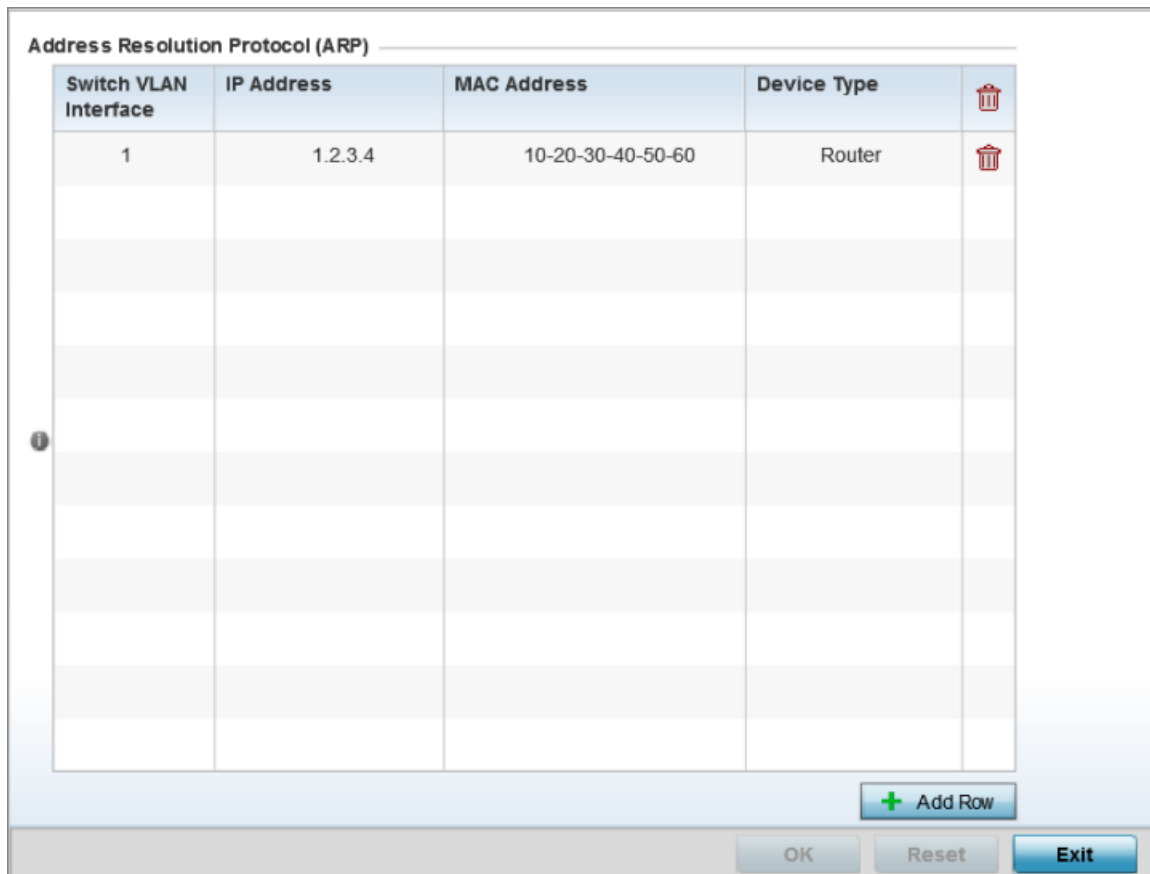 Address Resolution Protocol (ARP)
Switch VLAN Interface IP Address MAC Address Device Type
1 1.2.3.4 10-20-30-40-50-60 Router
Add Row
OK Reset Exit